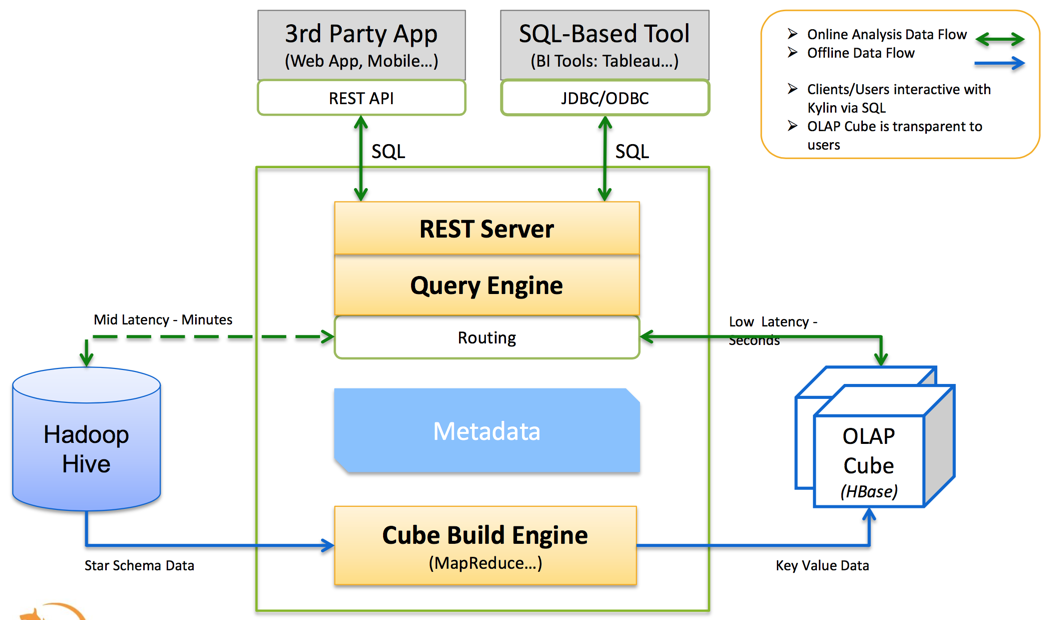 3rd Party App
(Web App, Mobile…)
REST API
SQL-Based Tool
(BI Tools: Tableau…)
JDBC/ODBC
➢ Online Analysis Data Flow
➢ Offline Data Flow
➢ Clients/Users interactive with
Kylin via SQL
➢ OLAP Cube is transparent to
users
SQL
SQL
REST Server
Query Engine
Routing
Mid Latency - Minutes
Low Latency -
Seconds
Hadoop
Hive
Metadata
OLAP
Cube
(HBase)
Cube Build Engine
(MapReduce…)
Star Schema Data
Key Value Data